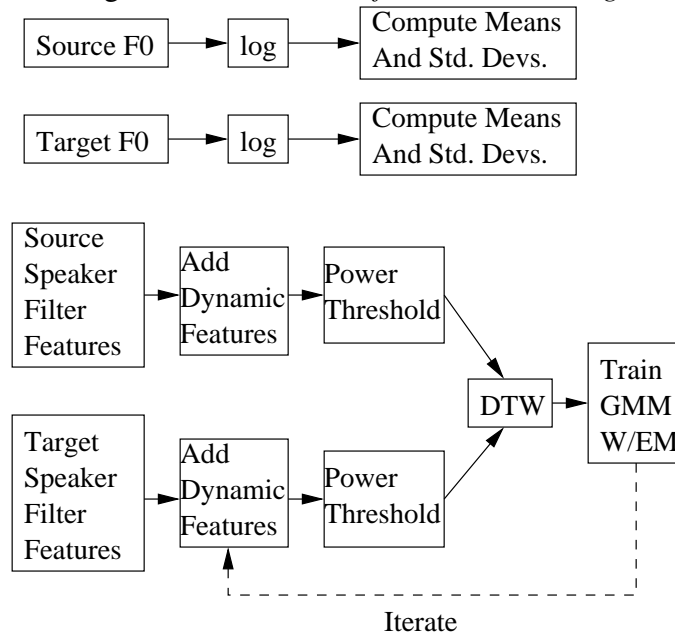 Source F0
log
Compute Means
And Std. Devs.
Target F0
log
Compute Means
And Std. Devs.
Source
Speaker
Filter
Features
Add
Dynamic
Features
Power
Threshold
DTW
Train
GMM
W/EM
Target
Speaker
Filter
Features
Add
Dynamic
Features
Power
Threshold
Iterate